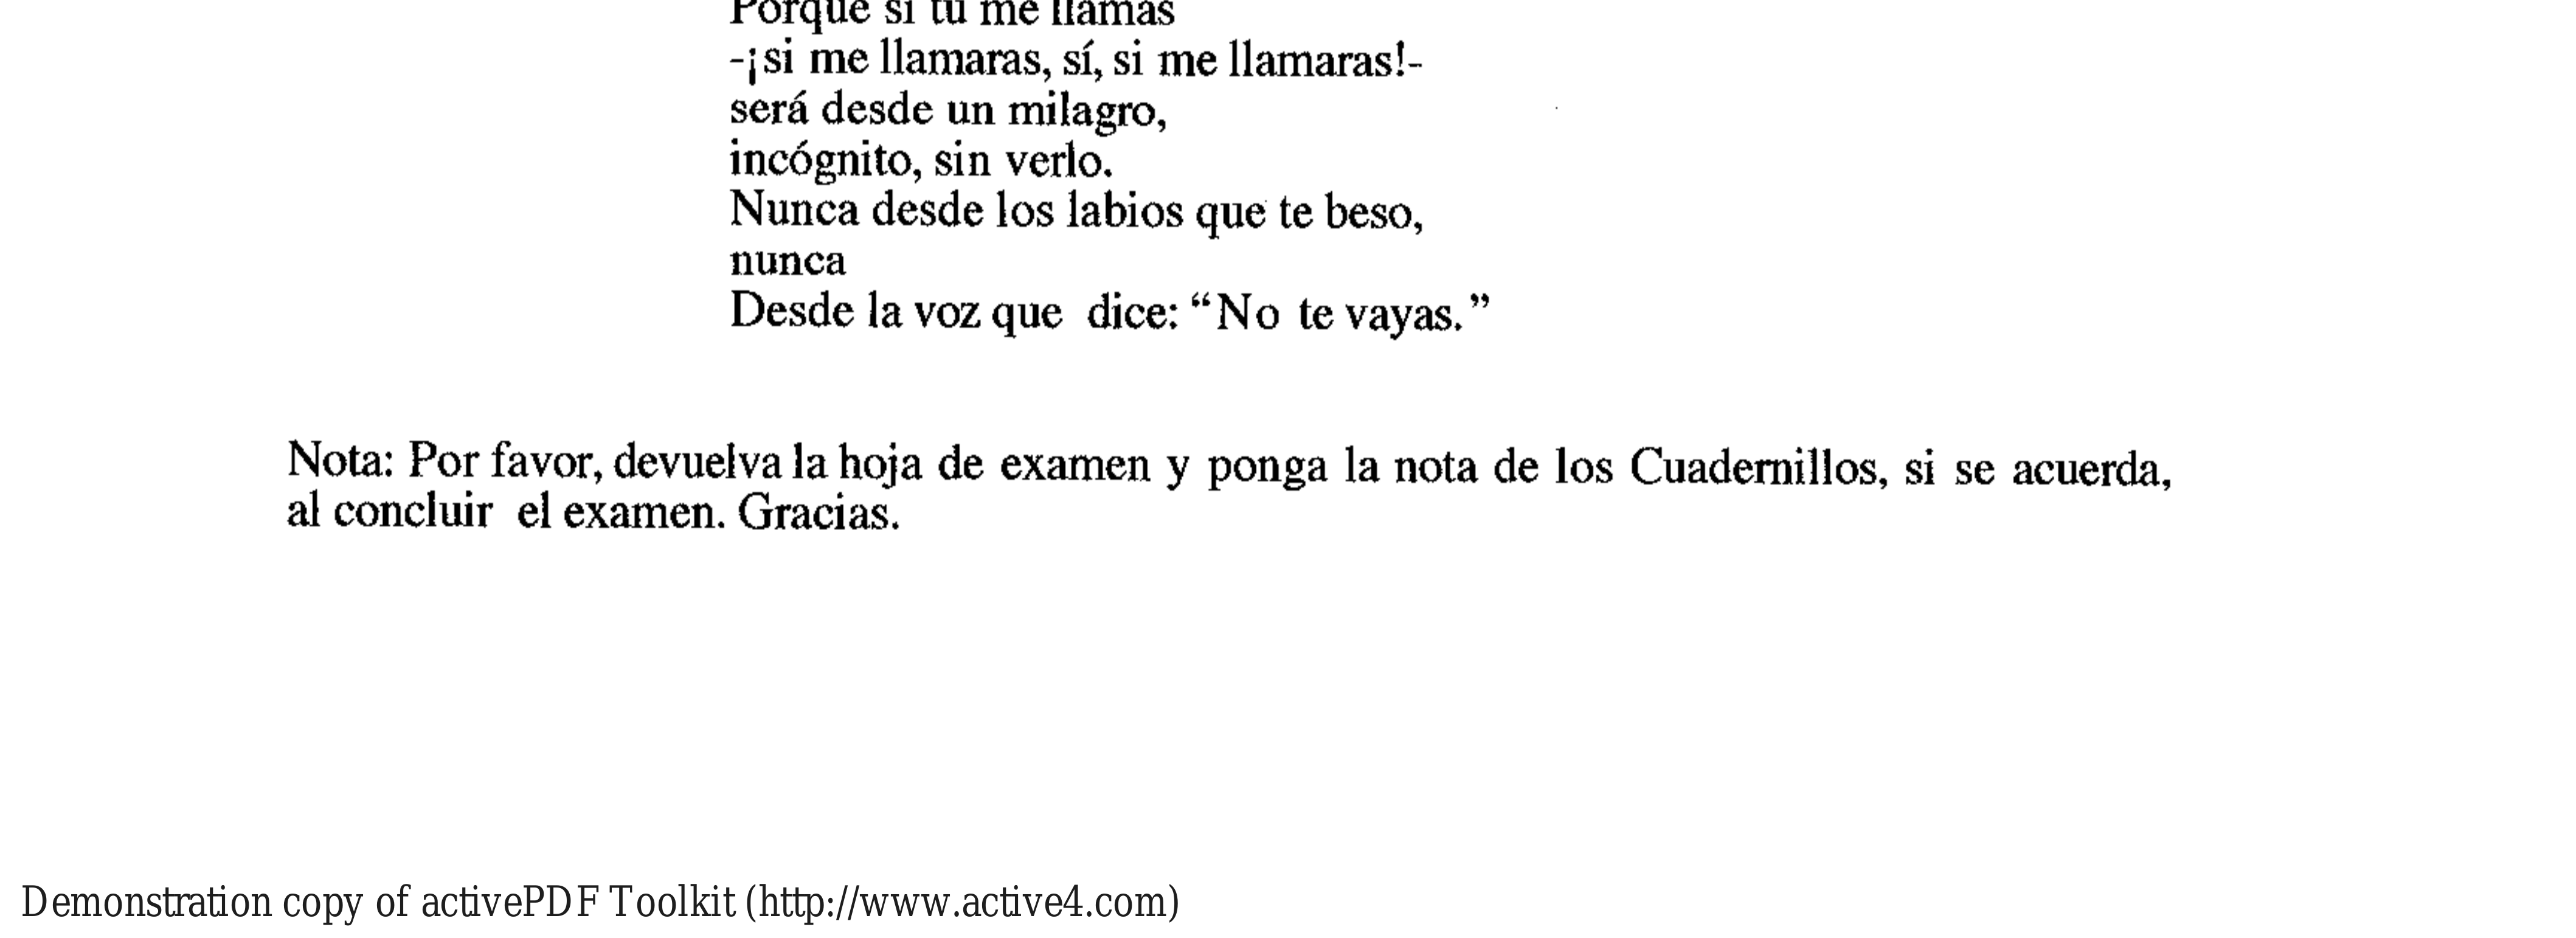 Porque si tú me llamas
-¡si me llamaras, sí, si me llamaras!-
será desde un milagro,
incógnito, sin verlo.
Nunca desde los labios que te beso,
nunca
Desde la voz que dice: “No te vayas.”
Nota: Por favor, devuelva la hoja de examen y ponga la nota de los Cuadernillos, si se acuerda,
al concluir el examen. Gracias.
Demonstration copy of activePDF Toolkit (http://www.active4.com)